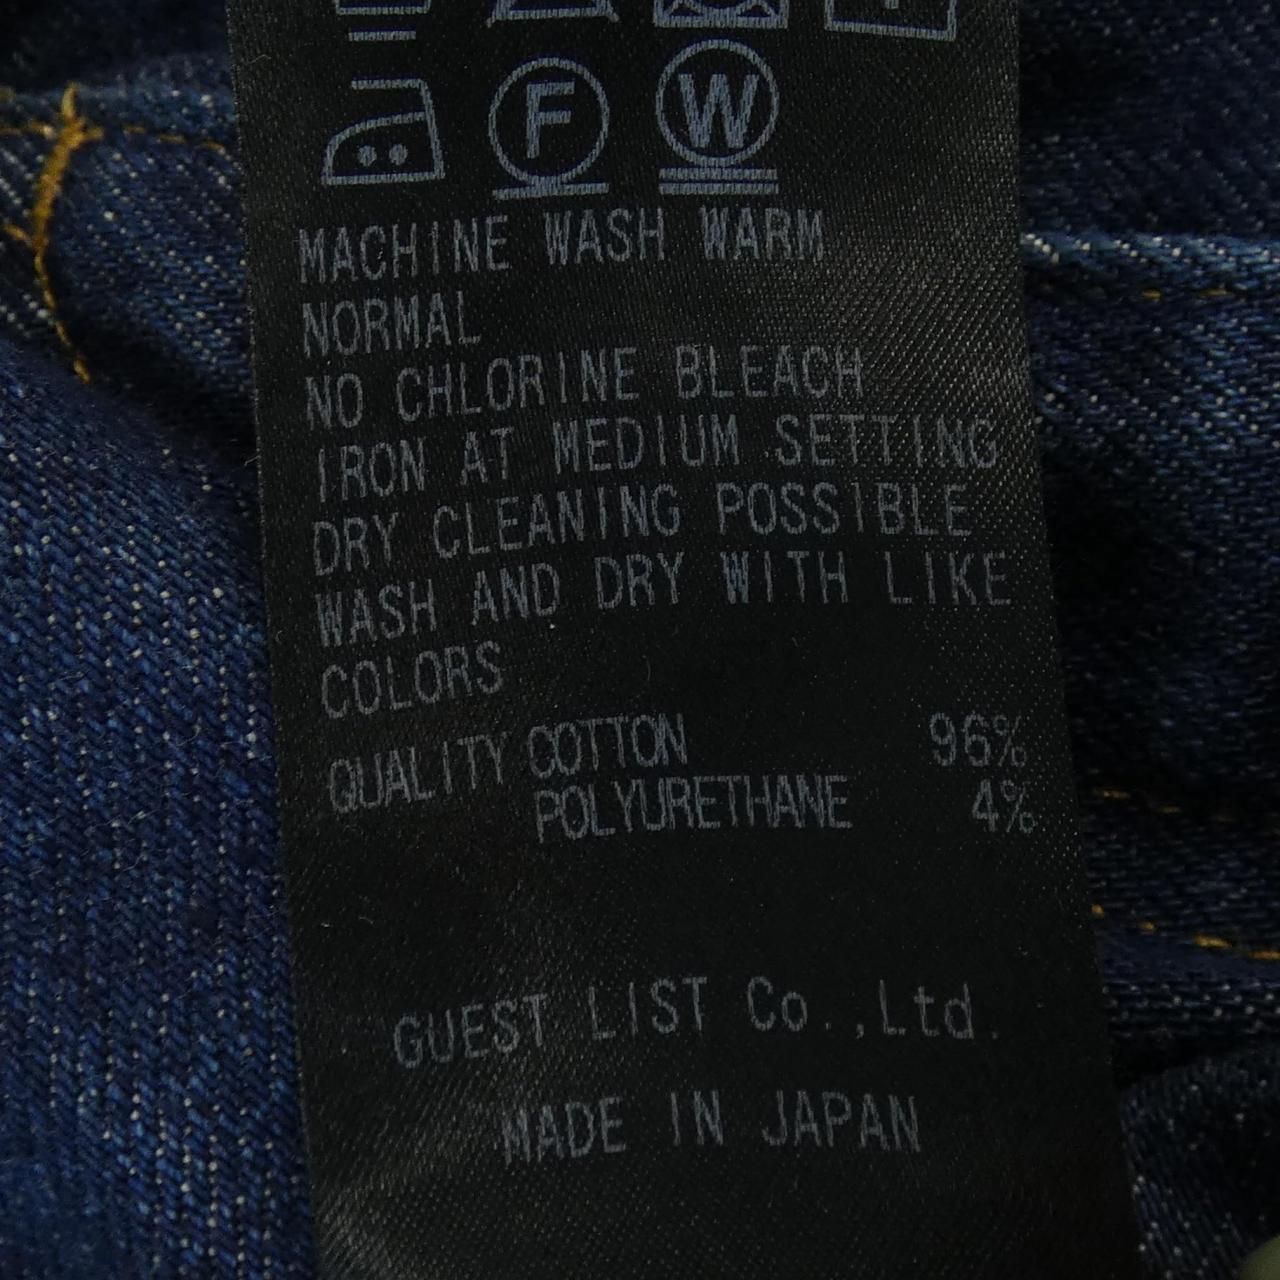 F W
MACHINE WASH WARM
NORMAL
NO CHLORINE BLEACH
IRON AT MEDIUM SETTING
DRY CLEANING POSSIBLE
WASH AND DRY WITH LIKE
COLORS
QUALITY COTTON 96%
POLYURETHANE 4%
GUEST LIST Co.,Ltd.
MADE IN JAPAN